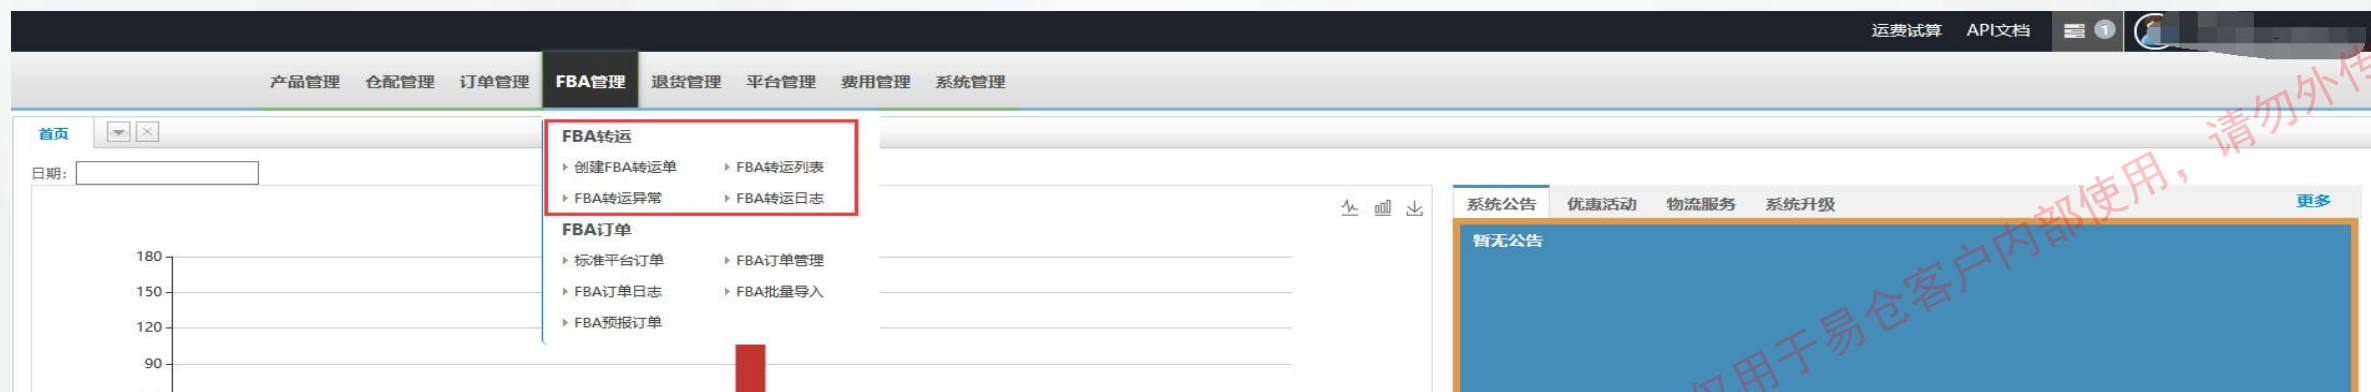 运费试算 API文档 1
产品管理 仓配管理 订单管理 FBA管理 退货管理 平台管理 费用管理 系统管理
首页
日期:
FBA转运
创建FBA转运单 FBA转运列表
FBA转运异常 FBA转运日志
FBA订单
标准平台订单 FBA订单管理
FBA订单日志 FBA批量导入
FBA预报订单
180
150
120
90
系统公告 优惠活动 物流服务 系统升级 更多
暂无公告
仅用于易仓客户内部使用，请勿外传